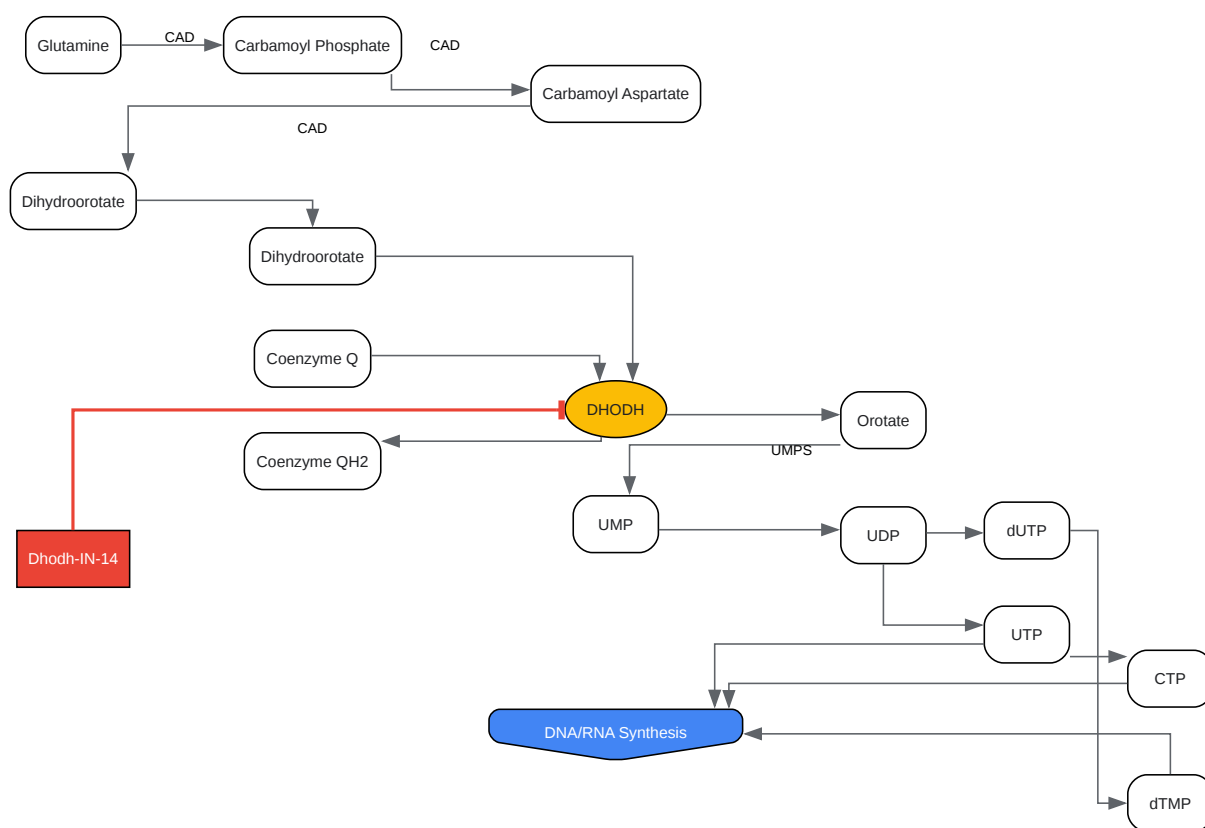 Glutamine
CAD
Carbamoyl Phosphate
CAD
Carbamoyl Aspartate
CAD
Dihydroorotate
Dihydroorotate
Coenzyme Q
DHODH
Orotate
UMPS
Coenzyme QH2
UMP
UDP
dUTP
Dhodh-IN-14
UTP
CTP
DNA/RNA Synthesis
dTMP